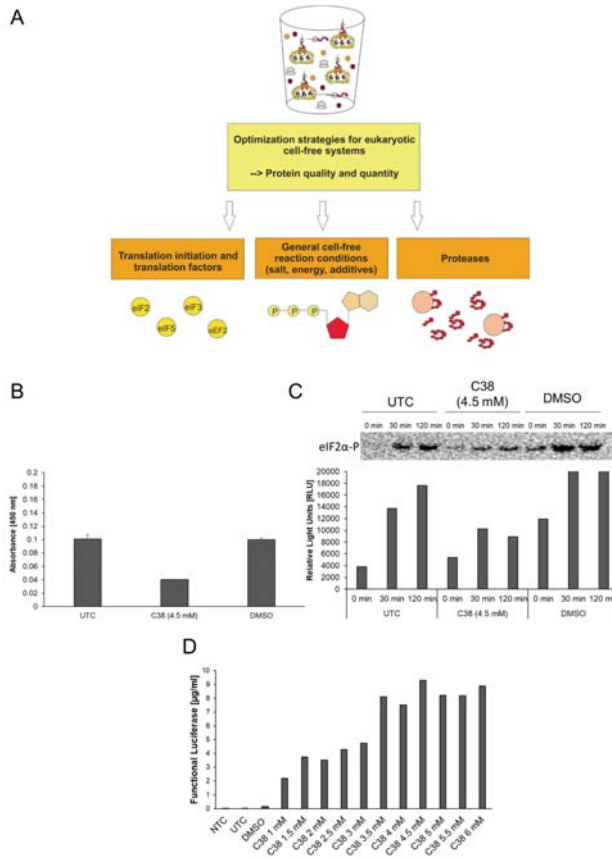 A
Optimization strategies for eukaryotic
cell-free systems
--> Protein quality and quantity
Translation initiation and
translation factors
General cell-free
reaction conditions
(salt, energy, additives)
Proteases
eIF2
eIF3
eIF5
eEF2
P
P
P
B
Absorbance [450 nm]
0.2
0.18
0.16
0.14
0.12
0.1
0.08
0.06
0.04
0.02
0
UTC
C38 (4.5 mM)
DMSO
C
UTC
C38
(4.5 mM)
DMSO
0 min 30 min 120 min 0 min 30 min 120 min 0 min 30 min 120 min
eIF2α-P
Relative Light Units [RLU]
20000
18000
16000
14000
12000
10000
8000
6000
4000
2000
0
0 min 30 min 120 min 0 min 30 min 120 min 0 min 30 min 120 min
UTC
C38 (4.5 mM)
DMSO
D
Functional Luciferase [µg/ml]
10
9
8
7
6
5
4
3
2
1
0
NTC
UTC
DMSO
C38 1 mM
C38 1.5 mM
C38 2 mM
C38 2.5 mM
C38 3 mM
C38 3.5 mM
C38 4 mM
C38 4.5 mM
C38 5 mM
C38 5.5 mM
C38 6 mM